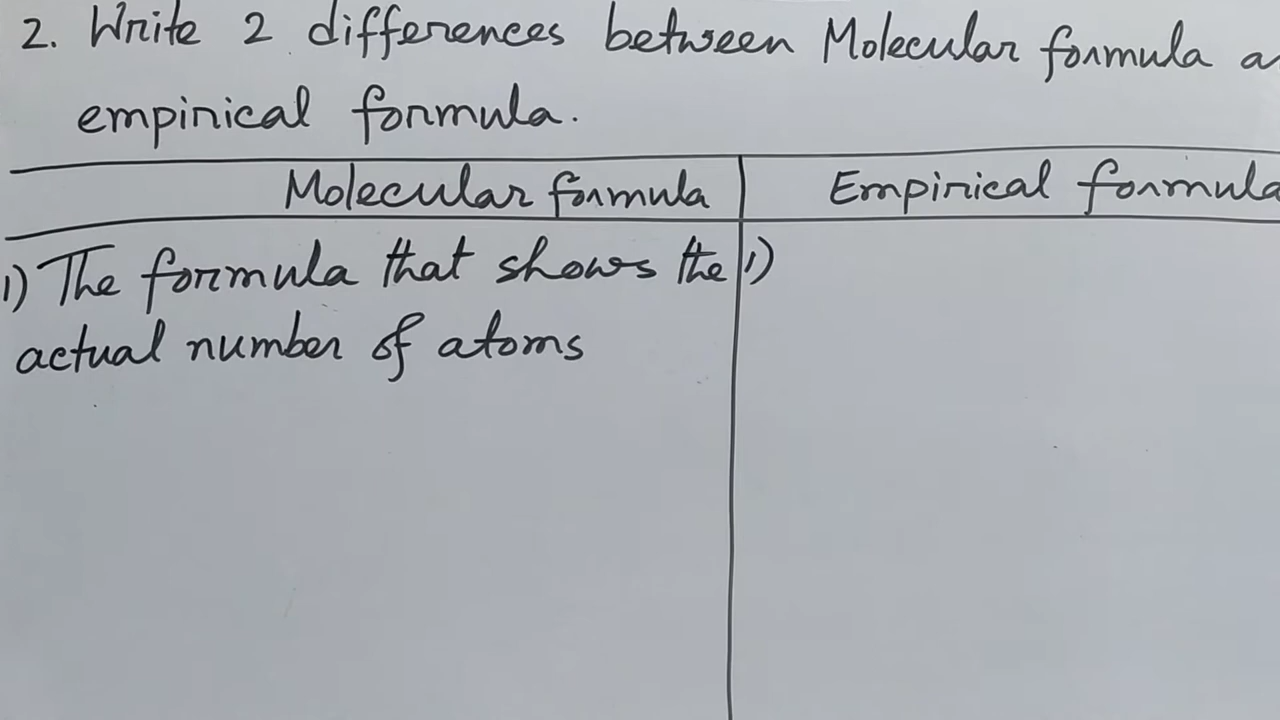 2. Write 2 differences between Molecular formula a
empirical formula.
Molecular formula Empirical formula
1) The formula that shows the 1)
actual number of atoms